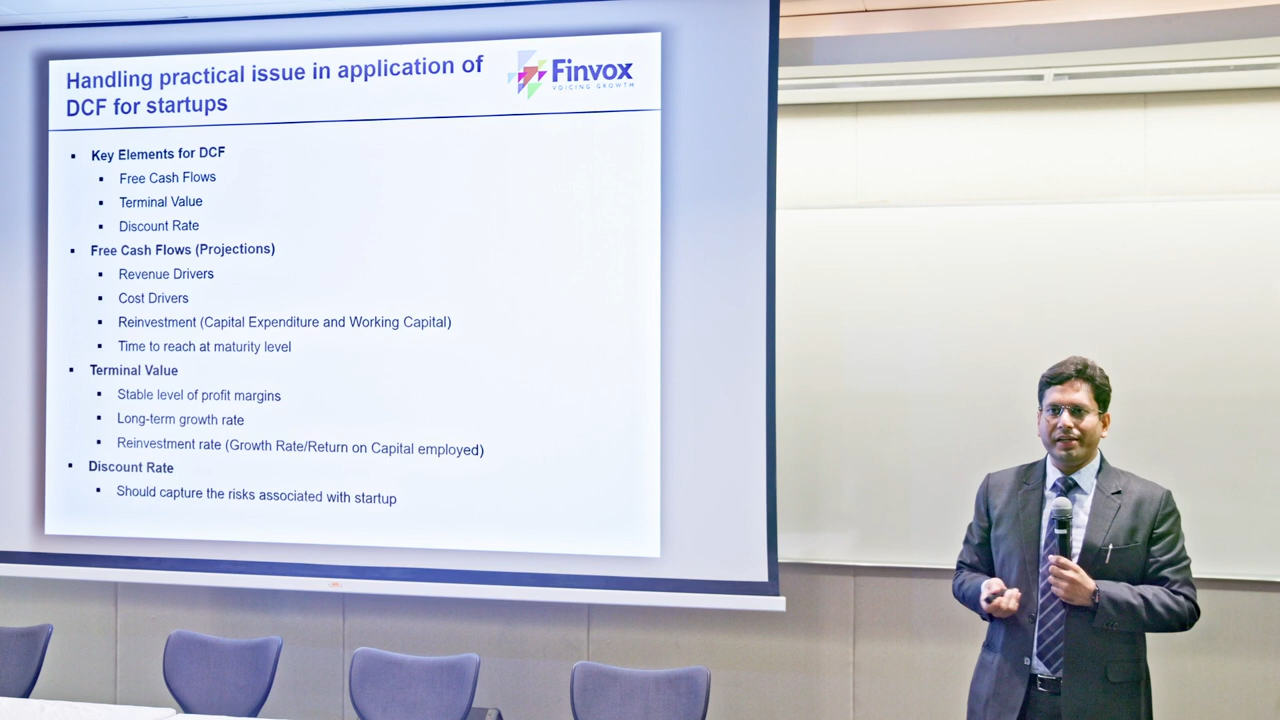 Handling practical issue in application of
DCF for startups
Finvox
VOICING GROWTH
▪ Key Elements for DCF
▪ Free Cash Flows
▪ Terminal Value
▪ Discount Rate
▪ Free Cash Flows (Projections)
▪ Revenue Drivers
▪ Cost Drivers
▪ Reinvestment (Capital Expenditure and Working Capital)
▪ Time to reach at maturity level
▪ Terminal Value
▪ Stable level of profit margins
▪ Long-term growth rate
▪ Reinvestment rate (Growth Rate/Return on Capital employed)
▪ Discount Rate
▪ Should capture the risks associated with startup